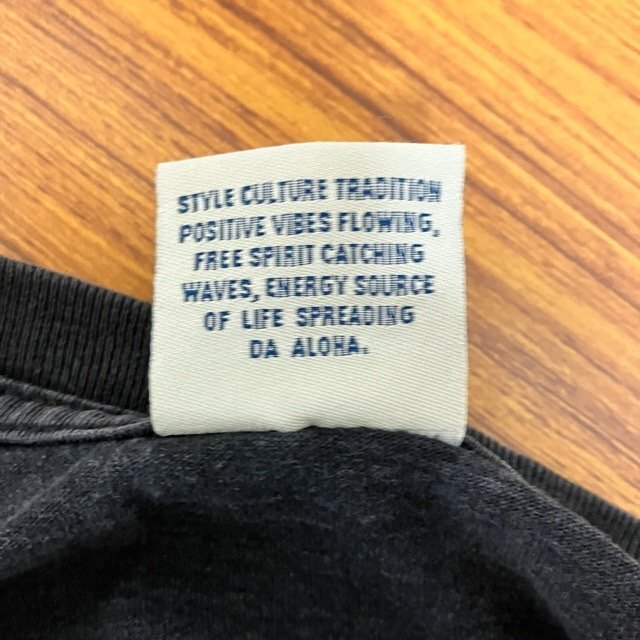 STYLE CULTURE TRADITION
POSITIVE VIBES FLOWING,
FREE SPIRIT CATCHING
WAVES, ENERGY SOURCE
OF LIFE SPREADING
DA ALOHA.